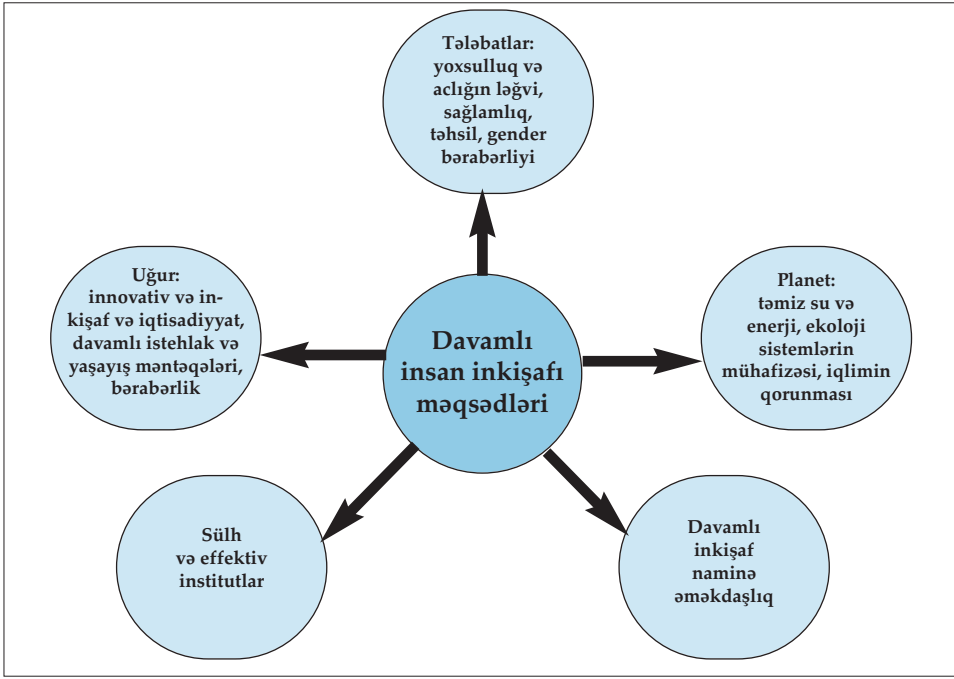 Tələbatlar:
yoxsulluq və
aclığın ləğvi,
sağlamlıq,
təhsil, gender
bərabərliyi
Uğur:
innovativ və in-
kişaf və iqtisadiyyat,
davamlı istehlak və
yaşayış məntəqələri,
bərabərlik
Davamlı
insan inkişafı
məqsədləri
Planet:
təmiz su və
enerji, ekoloji
sistemlərin
mühafizəsi, iqlimin
qorunması
Sülh
və effektiv
institutlar
Davamlı
inkişaf
naminə
əməkdaşlıq